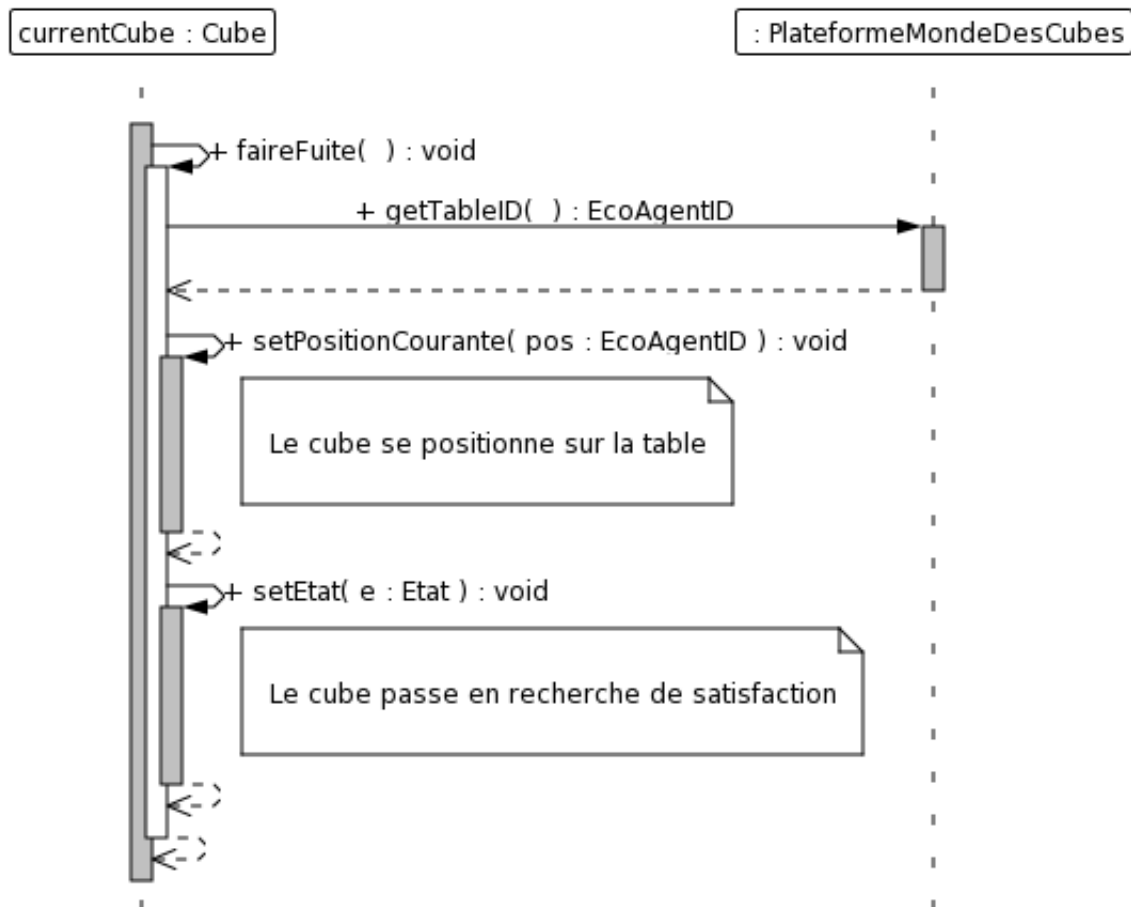 currentCube : Cube
: PlateformeMondeDesCubes
+ faireFuite(  ) : void
+ getTableID(  ) : EcoAgentID
+ setPositionCourante( pos : EcoAgentID ) : void
Le cube se positionne sur la table
+ setEtat( e : Etat ) : void
Le cube passe en recherche de satisfaction